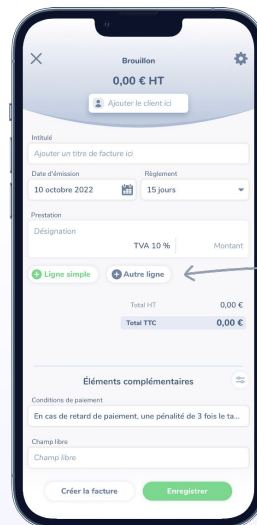 Brouillon
0,00 € HT
Ajouter le client ici
Intitulé
Ajouter un titre de facture ici
Date d'émission Règlement
10 octobre 2022 15 jours
Prestation
Désignation
TVA 10 % Montant
Ligne simple Autre ligne
Total HT 0,00 €
Total TTC 0,00 €
Éléments complémentaires
Conditions de paiement
En cas de retard de paiement, une pénalité de 3 fois le ta...
Champ libre
Champ libre
Créer la facture Enregistrer